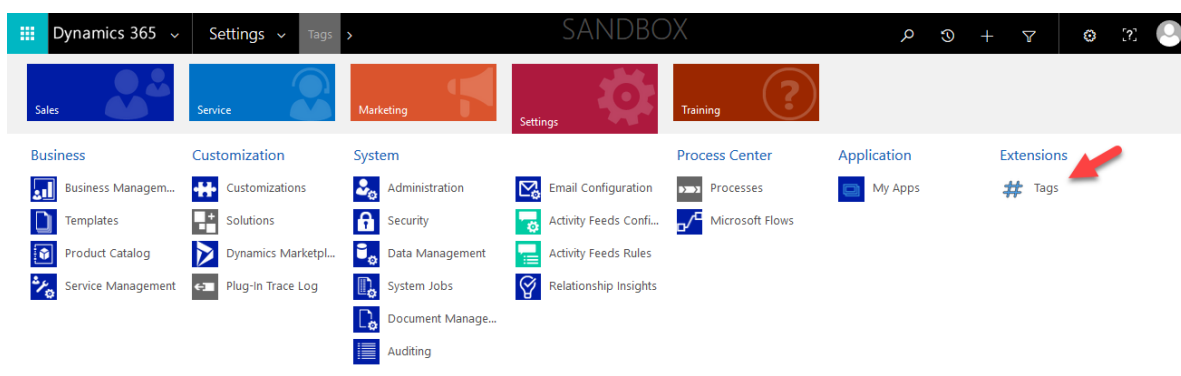 Dynamics 365 Settings Tags SANDBOX
Sales Service Marketing Settings Training
Business Customization System Process Center Application Extensions
Business Managem... Customizations Administration Email Configuration Processes My Apps # Tags
Templates Solutions Security Activity Feeds Confi... Microsoft Flows
Product Catalog Dynamics Marketpl... Data Management Activity Feeds Rules
Service Management Plug-In Trace Log System Jobs Relationship Insights
Document Manage...
Auditing